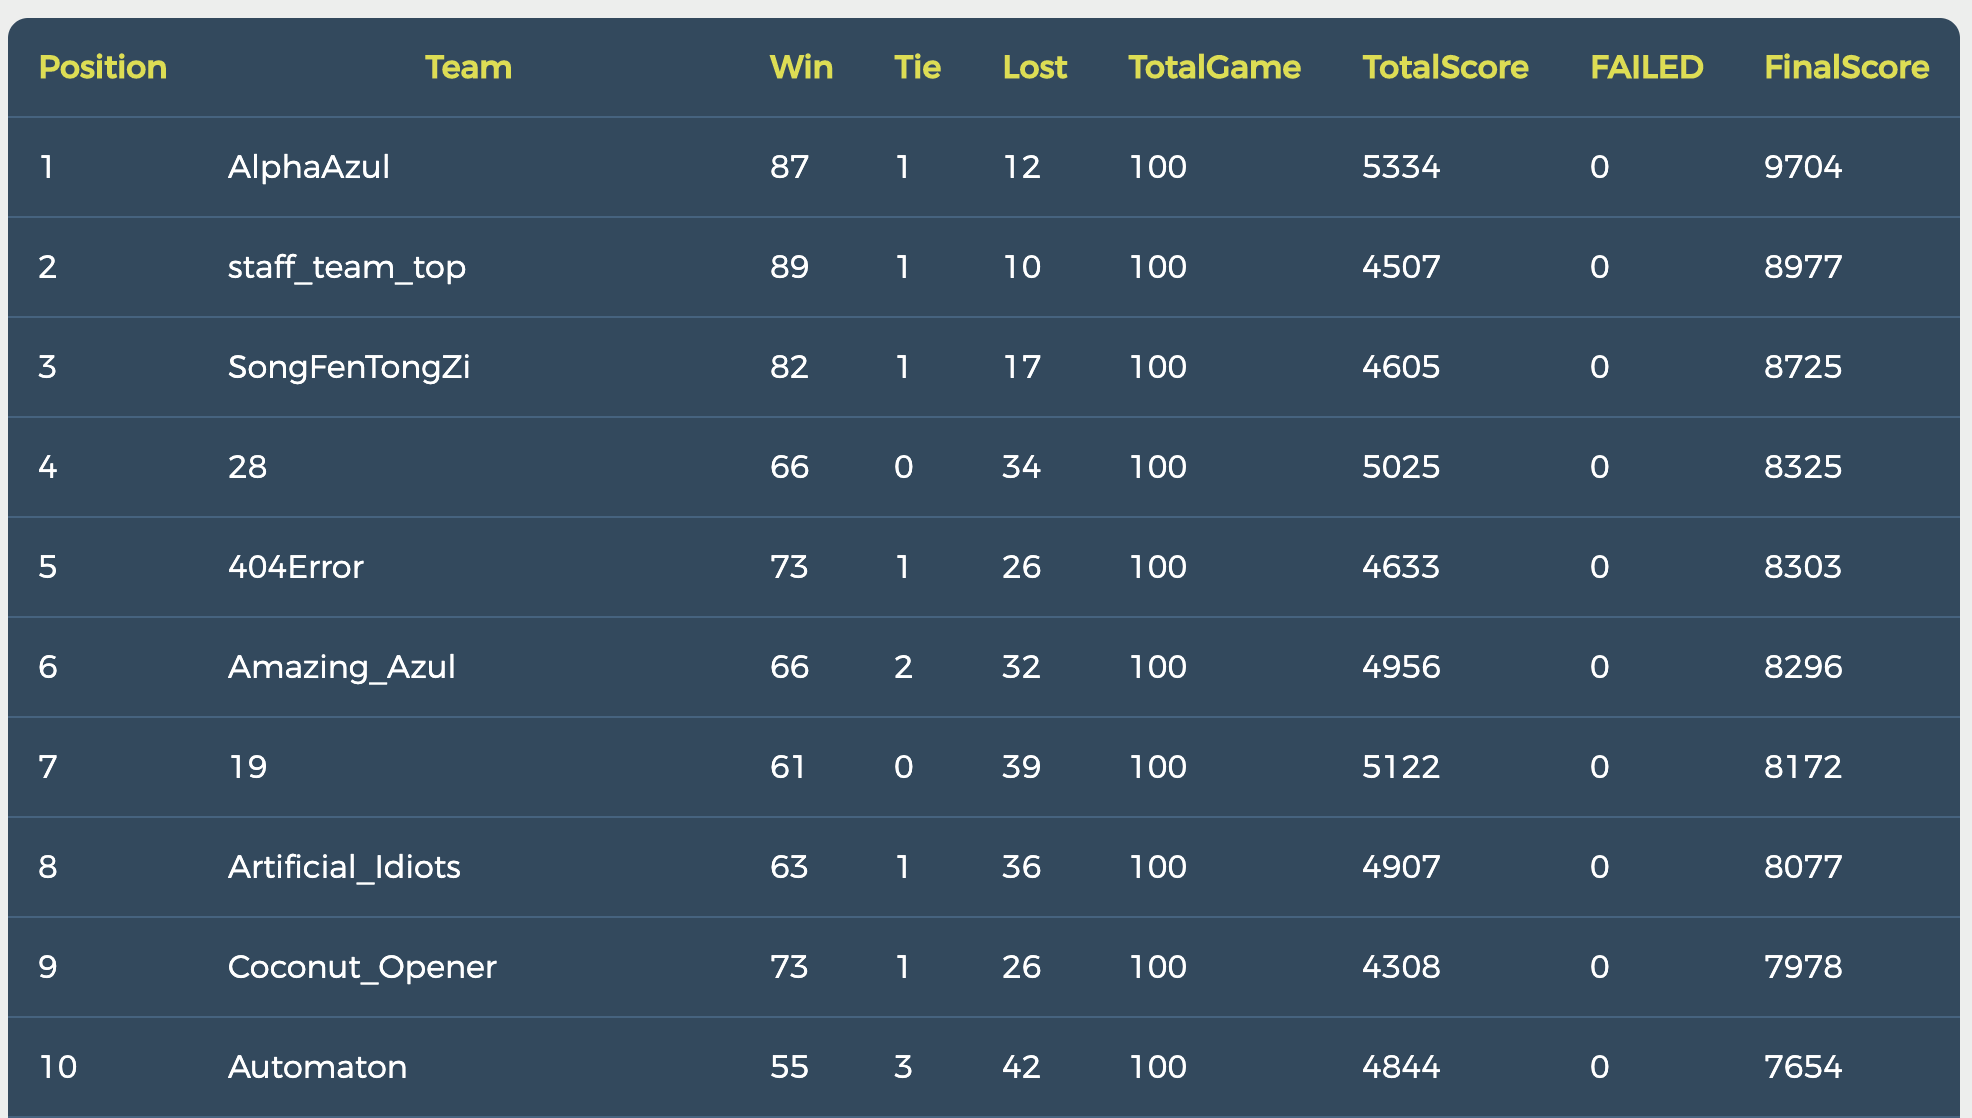 Position Team Win Tie Lost TotalGame TotalScore FAILED FinalScore
1 AlphaAzul 87 1 12 100 5334 0 9704
2 staff_team_top 89 1 10 100 4507 0 8977
3 SongFenTongZi 82 1 17 100 4605 0 8725
4 28 66 0 34 100 5025 0 8325
5 404Error 73 1 26 100 4633 0 8303
6 Amazing_Azul 66 2 32 100 4956 0 8296
7 19 61 0 39 100 5122 0 8172
8 Artificial_Idiots 63 1 36 100 4907 0 8077
9 Coconut_Opener 73 1 26 100 4308 0 7978
10 Automaton 55 3 42 100 4844 0 7654